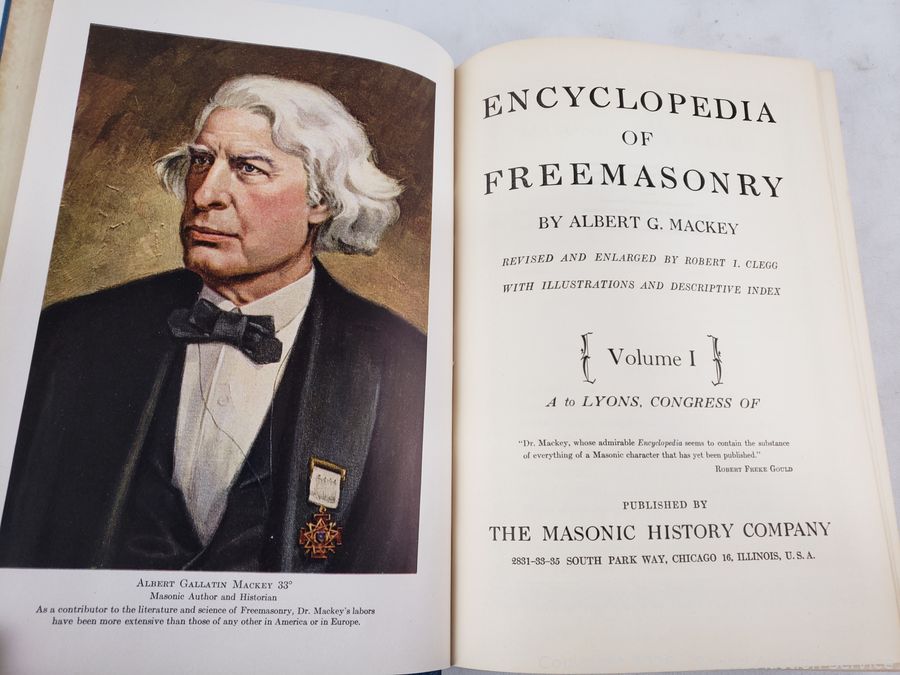 ALBERT GALLATIN MACKEY 33°
Masonic Author and Historian
As a contributor to the literature and science of Freemasonry, Dr. Mackey's labors
have been more extensive than those of any other in America or in Europe.
ENCYCLOPEDIA
OF
FREEMASONRY
BY ALBERT G. MACKEY
REVISED AND ENLARGED BY ROBERT I. CLEGG
WITH ILLUSTRATIONS AND DESCRIPTIVE INDEX
Volume I
A to LYONS, CONGRESS OF
"Dr. Mackey, whose admirable Encyclopedia seems to contain the substance
of everything of a Masonic character that has yet been published."
ROBERT FREKE GOULD
PUBLISHED BY
THE MASONIC HISTORY COMPANY
2831-33-35 SOUTH PARK WAY, CHICAGO 16, ILLINOIS, U.S.A.